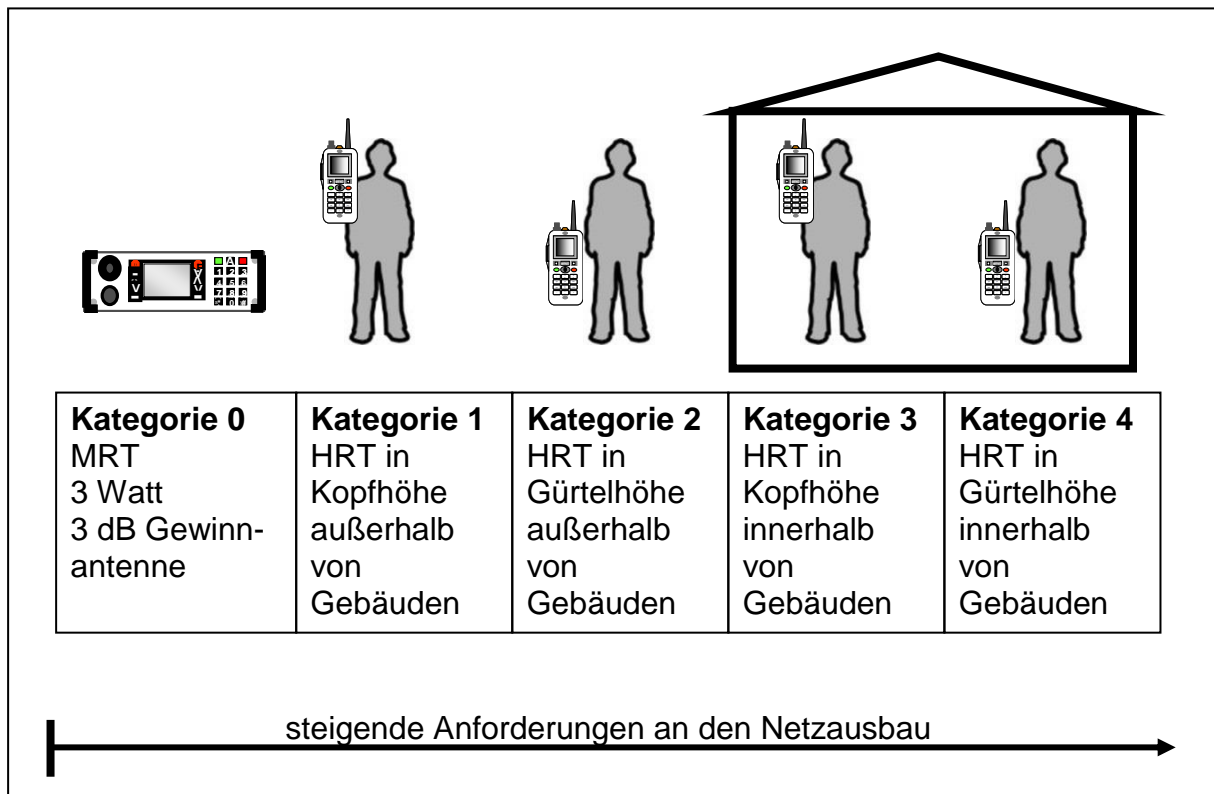 Kategorie 0
MRT
3 Watt
3 dB Gewinn-
antenne
Kategorie 1
HRT in
Kopfhöhe
außerhalb
von
Gebäuden
Kategorie 2
HRT in
Gürtelhöhe
außerhalb
von
Gebäuden
Kategorie 3
HRT in
Kopfhöhe
innerhalb
von
Gebäuden
Kategorie 4
HRT in
Gürtelhöhe
innerhalb
von
Gebäuden
steigende Anforderungen an den Netzausbau